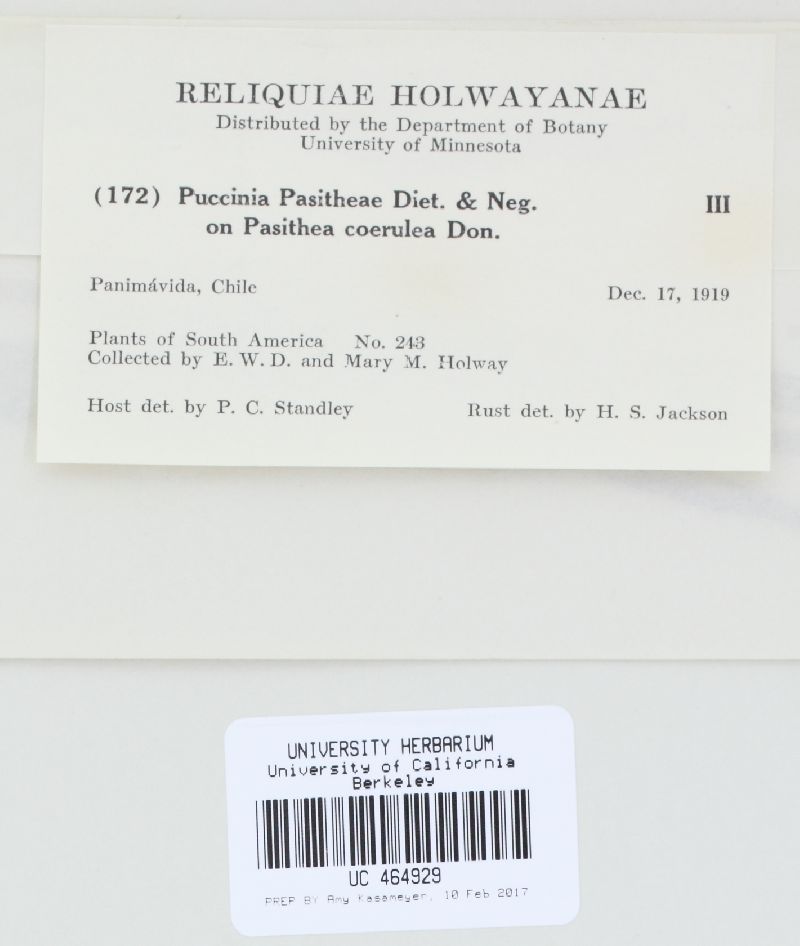 RELIQUIAE HOLWAYANAE
Distributed by the Department of Botany
University of Minnesota
(172) Puccinia Pasitheae Diet. & Neg. III
on Pasithea coerulea Don.
Panimávida, Chile Dec. 17, 1919
Plants of South America No. 243
Collected by E. W. D. and Mary M. Holway
Host det. by P. C. Standley Rust det. by H. S. Jackson
UNIVERSITY HERBARIUM
University of California
Berkeley
UC 464929
PREP BY Amy Kasameyer, 10 Feb 2017